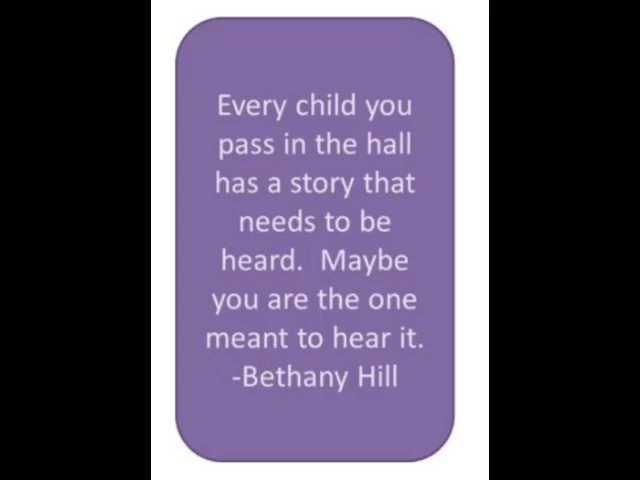 Every child you
pass in the hall
has a story that
needs to be
heard.  Maybe
you are the one
meant to hear it.
-Bethany Hill